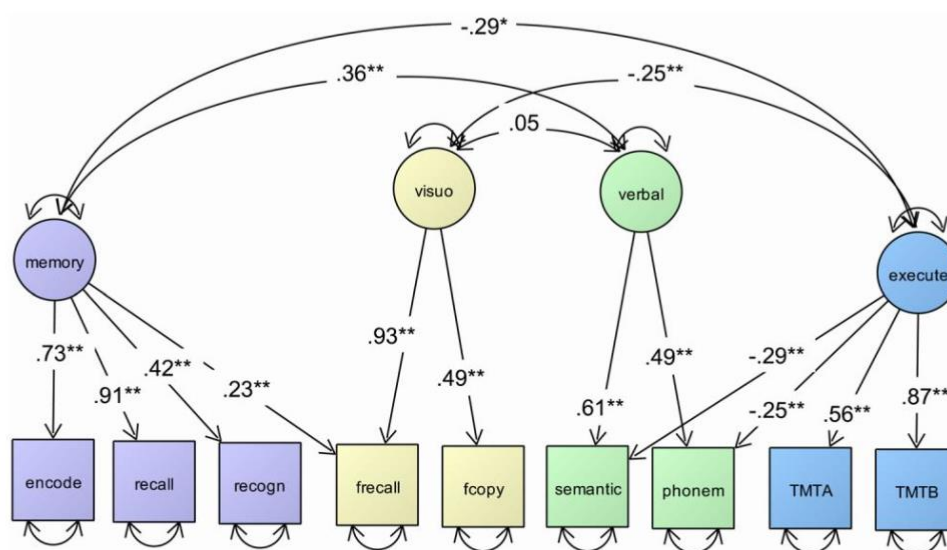 -.29*
.36**
-.25**
.05
visuo
verbal
memory
execute
.73**
.91**
.42**
.23**
.93**
.49**
.61**
.49**
-.29**
-.25**
.56**
.87**
encode
recall
recogn
frecall
fcopy
semantic
phonem
TMTA
TMTB